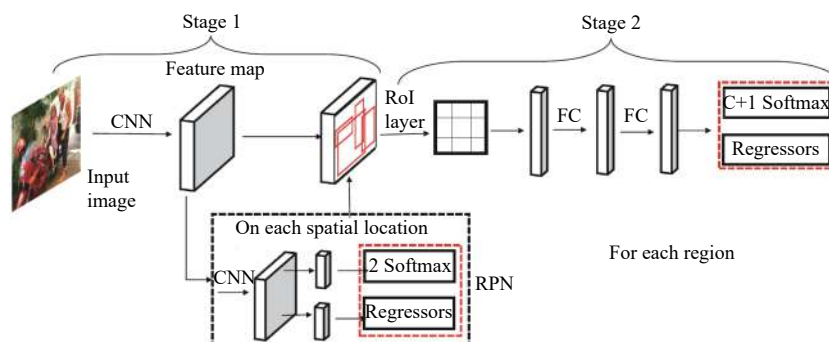 Stage 1
Stage 2
Feature map
RoI
layer
CNN
FC
FC
C+1 Softmax
Regressors
Input
image
On each spatial location
CNN
2 Softmax
Regressors
RPN
For each region